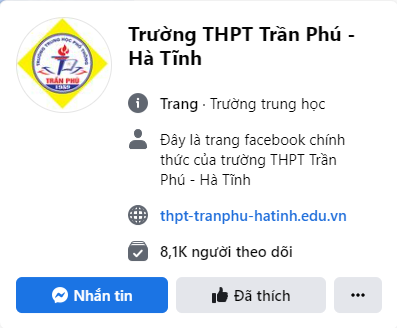 Trường THPT Trần Phú -
Hà Tĩnh
TRƯỜNG TRUNG HỌC PHỔ THÔNG
TRẦN PHÚ
Trang · Trường trung học
Đây là trang facebook chính
thức của trường THPT Trần
Phú - Hà Tĩnh
thpt-tranphu-hatinh.edu.vn
8,1K người theo dõi
Nhắn tin
Đã thích